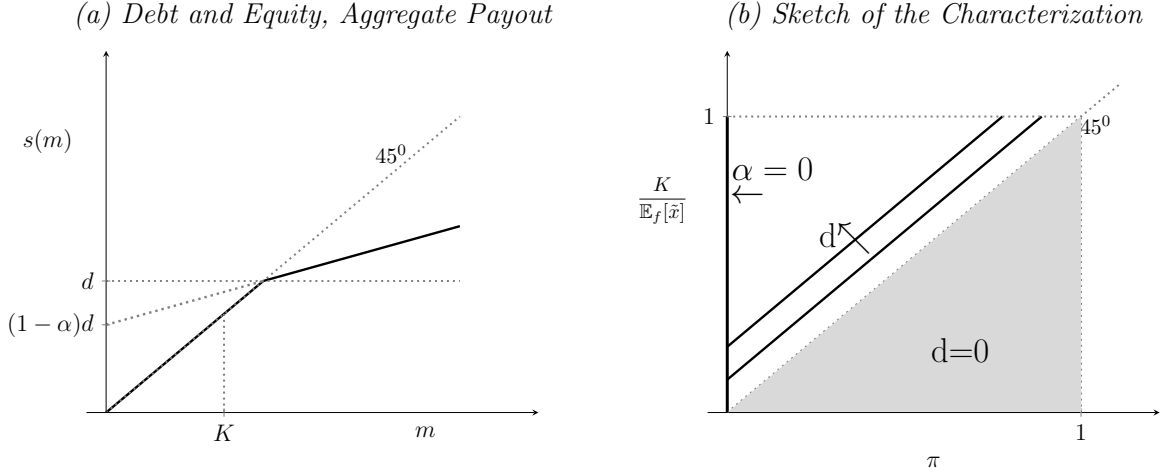 (a) Debt and Equity, Aggregate Payout
s(m)
45⁰
d
(1 − α)d
K
m
(b) Sketch of the Characterization
1
45⁰
α = 0
K
𝔼_f[x̃]
d
d=0
1
π